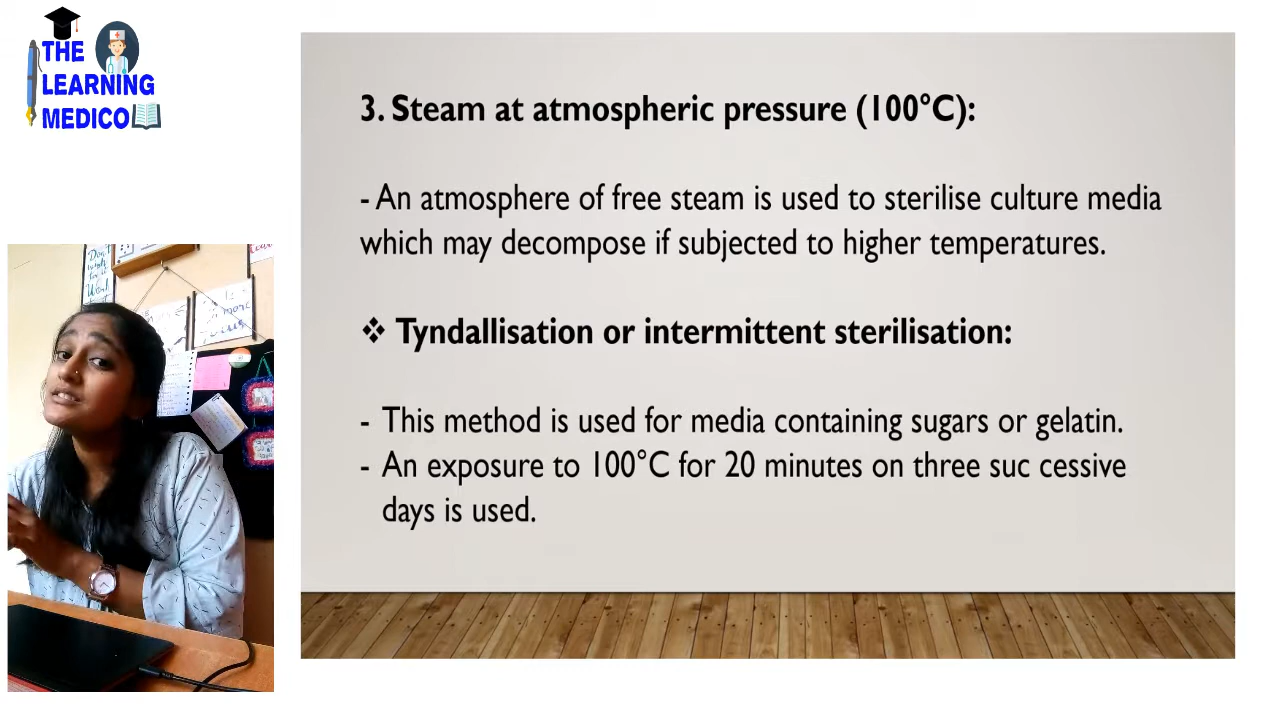 THE
LEARNING
MEDICO
3. Steam at atmospheric pressure (100°C):
- An atmosphere of free steam is used to sterilise culture media
which may decompose if subjected to higher temperatures.
❖ Tyndallisation or intermittent sterilisation:
- This method is used for media containing sugars or gelatin.
- An exposure to 100°C for 20 minutes on three suc cessive
days is used.